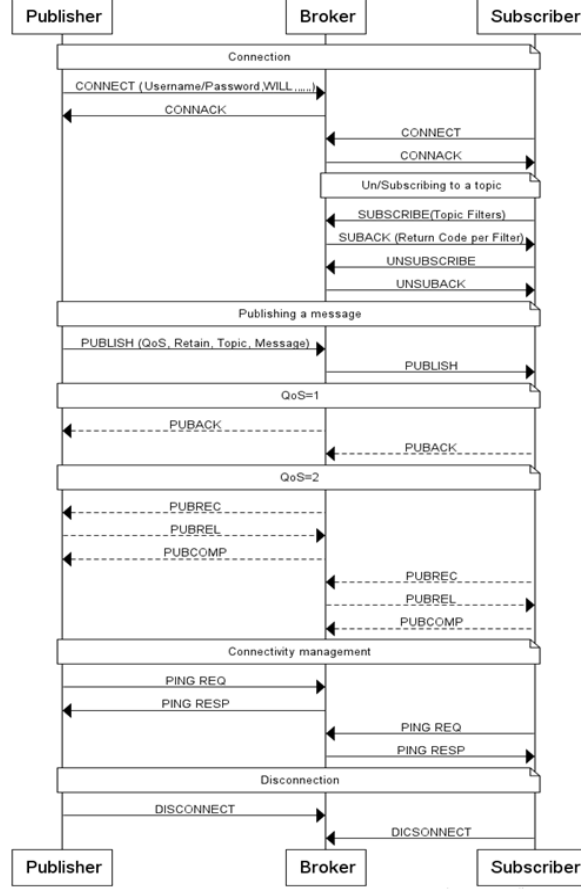 Publisher Broker Subscriber
Connection
CONNECT (Username/Password,WILL,.....)
CONNACK
CONNECT
CONNACK
Un/Subscribing to a topic
SUBSCRIBE(Topic Filters)
SUBACK (Return Code per Filter)
UNSUBSCRIBE
UNSUBACK
Publishing a message
PUBLISH (QoS, Retain, Topic, Message)
PUBLISH
QoS=1
PUBACK
PUBACK
QoS=2
PUBREC
PUBREL
PUBCOMP
PUBREC
PUBREL
PUBCOMP
Connectivity management
PING REQ
PING RESP
PING REQ
PING RESP
Disconnection
DISCONNECT
DICSONNECT
Publisher Broker Subscriber